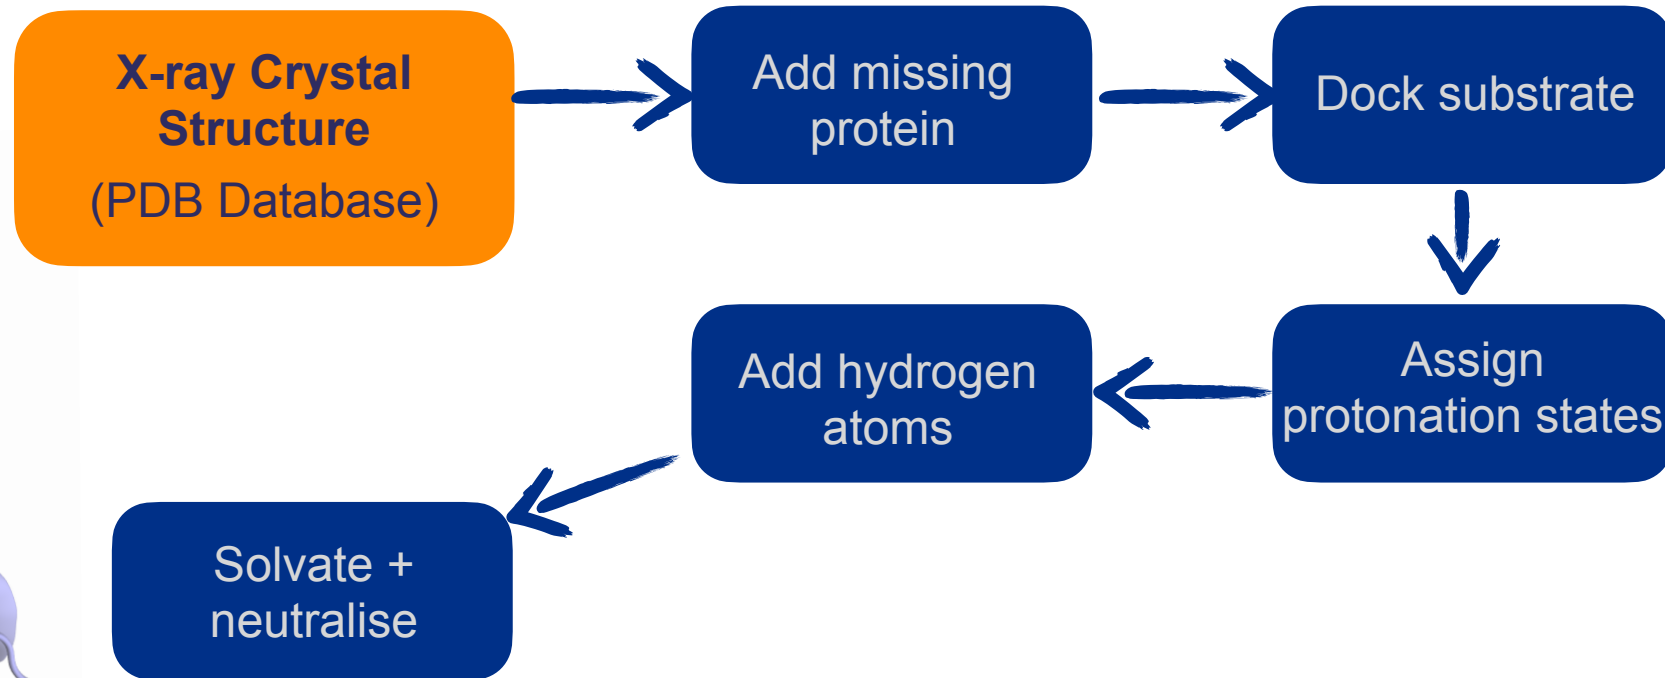 X-ray Crystal
Structure
(PDB Database)
Add missing
protein
Dock substrate
Assign
protonation states
Add hydrogen
atoms
Solvate +
neutralise